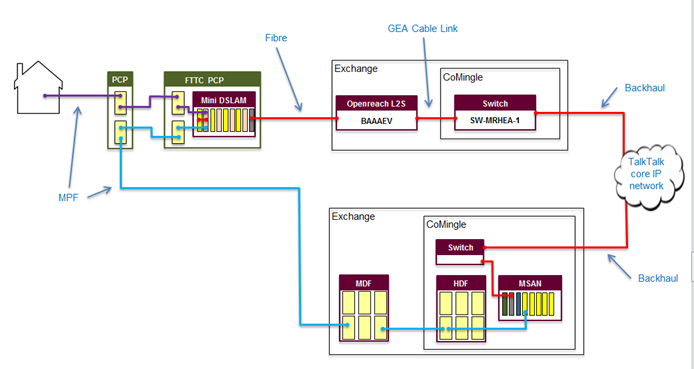 GEA Cable Link
Fibre
Exchange
CoMingle
PCP
FTTC PCP
Backhaul
Mini DSLAM
Openreach L2S
Switch
BAAAEV
SW-MRHEA-1
TalkTalk
core IP
network
MPF
Exchange
CoMingle
Switch
Backhaul
MDF
HDF
MSAN